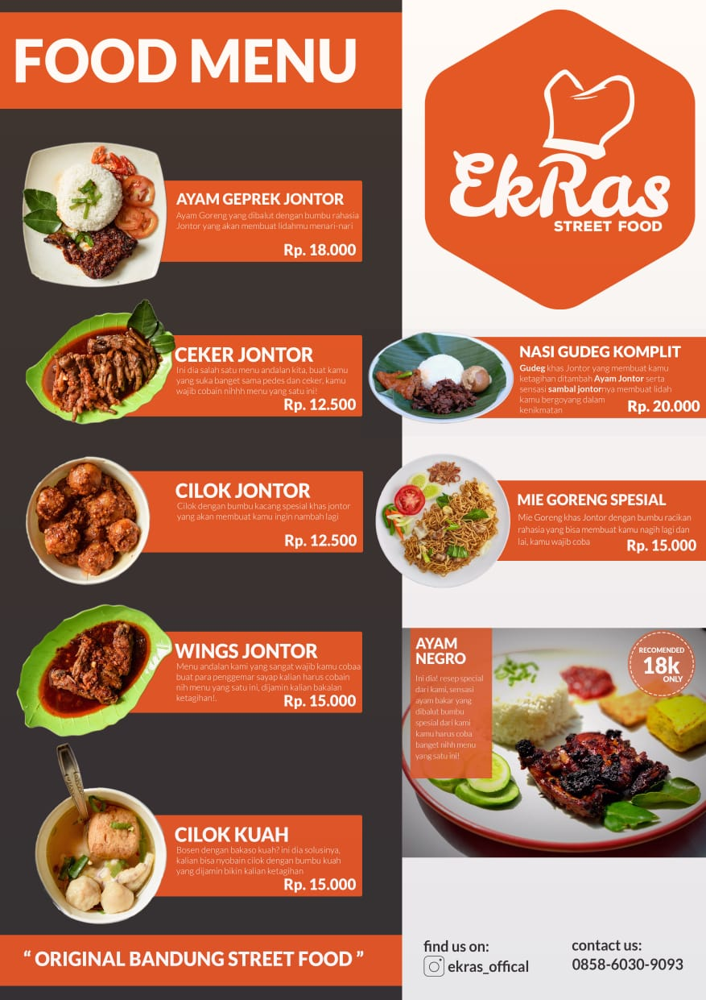 FOOD MENU
EkRas
STREET FOOD
AYAM GEPREK JONTOR
Ayam Goreng yang dibalut dengan bumbu rahasia
Jontor yang akan membuat lidahmu menari-nari
Rp. 18.000
CEKER JONTOR
Ini dia salah satu menu andalan kita, buat kamu
yang suka banget sama pedes dan ceker, kamu
wajib cobain nihhh menu yang satu ini!
Rp. 12.500
CILOK JONTOR
Cilok dengan bumbu kacang spesial khas jontor
yang akan membuat kamu ingin nambah lagi
Rp. 12.500
WINGS JONTOR
Menu andalan kami yang sangat wajib kamu cobaa
buat para penggemar sayap kalian harus cobain
nih menu yang satu ini, dijamin kalian bakalan
ketagihan!.
Rp. 15.000
CILOK KUAH
Bosen dengan bakaso kuah? ini dia solusinya,
kalian bisa nyobain cilok dengan bumbu kuah
yang dijamin bikin kalian ketagihan
Rp. 15.000
“ ORIGINAL BANDUNG STREET FOOD ”
NASI GUDEG KOMPLIT
Gudeg khas Jontor yang membuat kamu
ketagihan ditambah Ayam Jontor serta
sensasi sambal jontornya membuat lidah
kamu bergoyang dalam
kenikmatan
Rp. 20.000
MIE GORENG SPESIAL
Mie Goreng khas Jontor dengan bumbu racikan
rahasia yang bisa membuat kamu nagih lagi dan
lai, kamu wajib coba
Rp. 15.000
AYAM
NEGRO
Ini dia! resep special
dari kami, sensasi
ayam bakar yang
dibalut bumbu
spesial dari kami
kamu harus coba
banget nihh menu
yang satu ini!
RECOMENDED
18k
ONLY
find us on:
ekras_offical
contact us:
0858-6030-9093